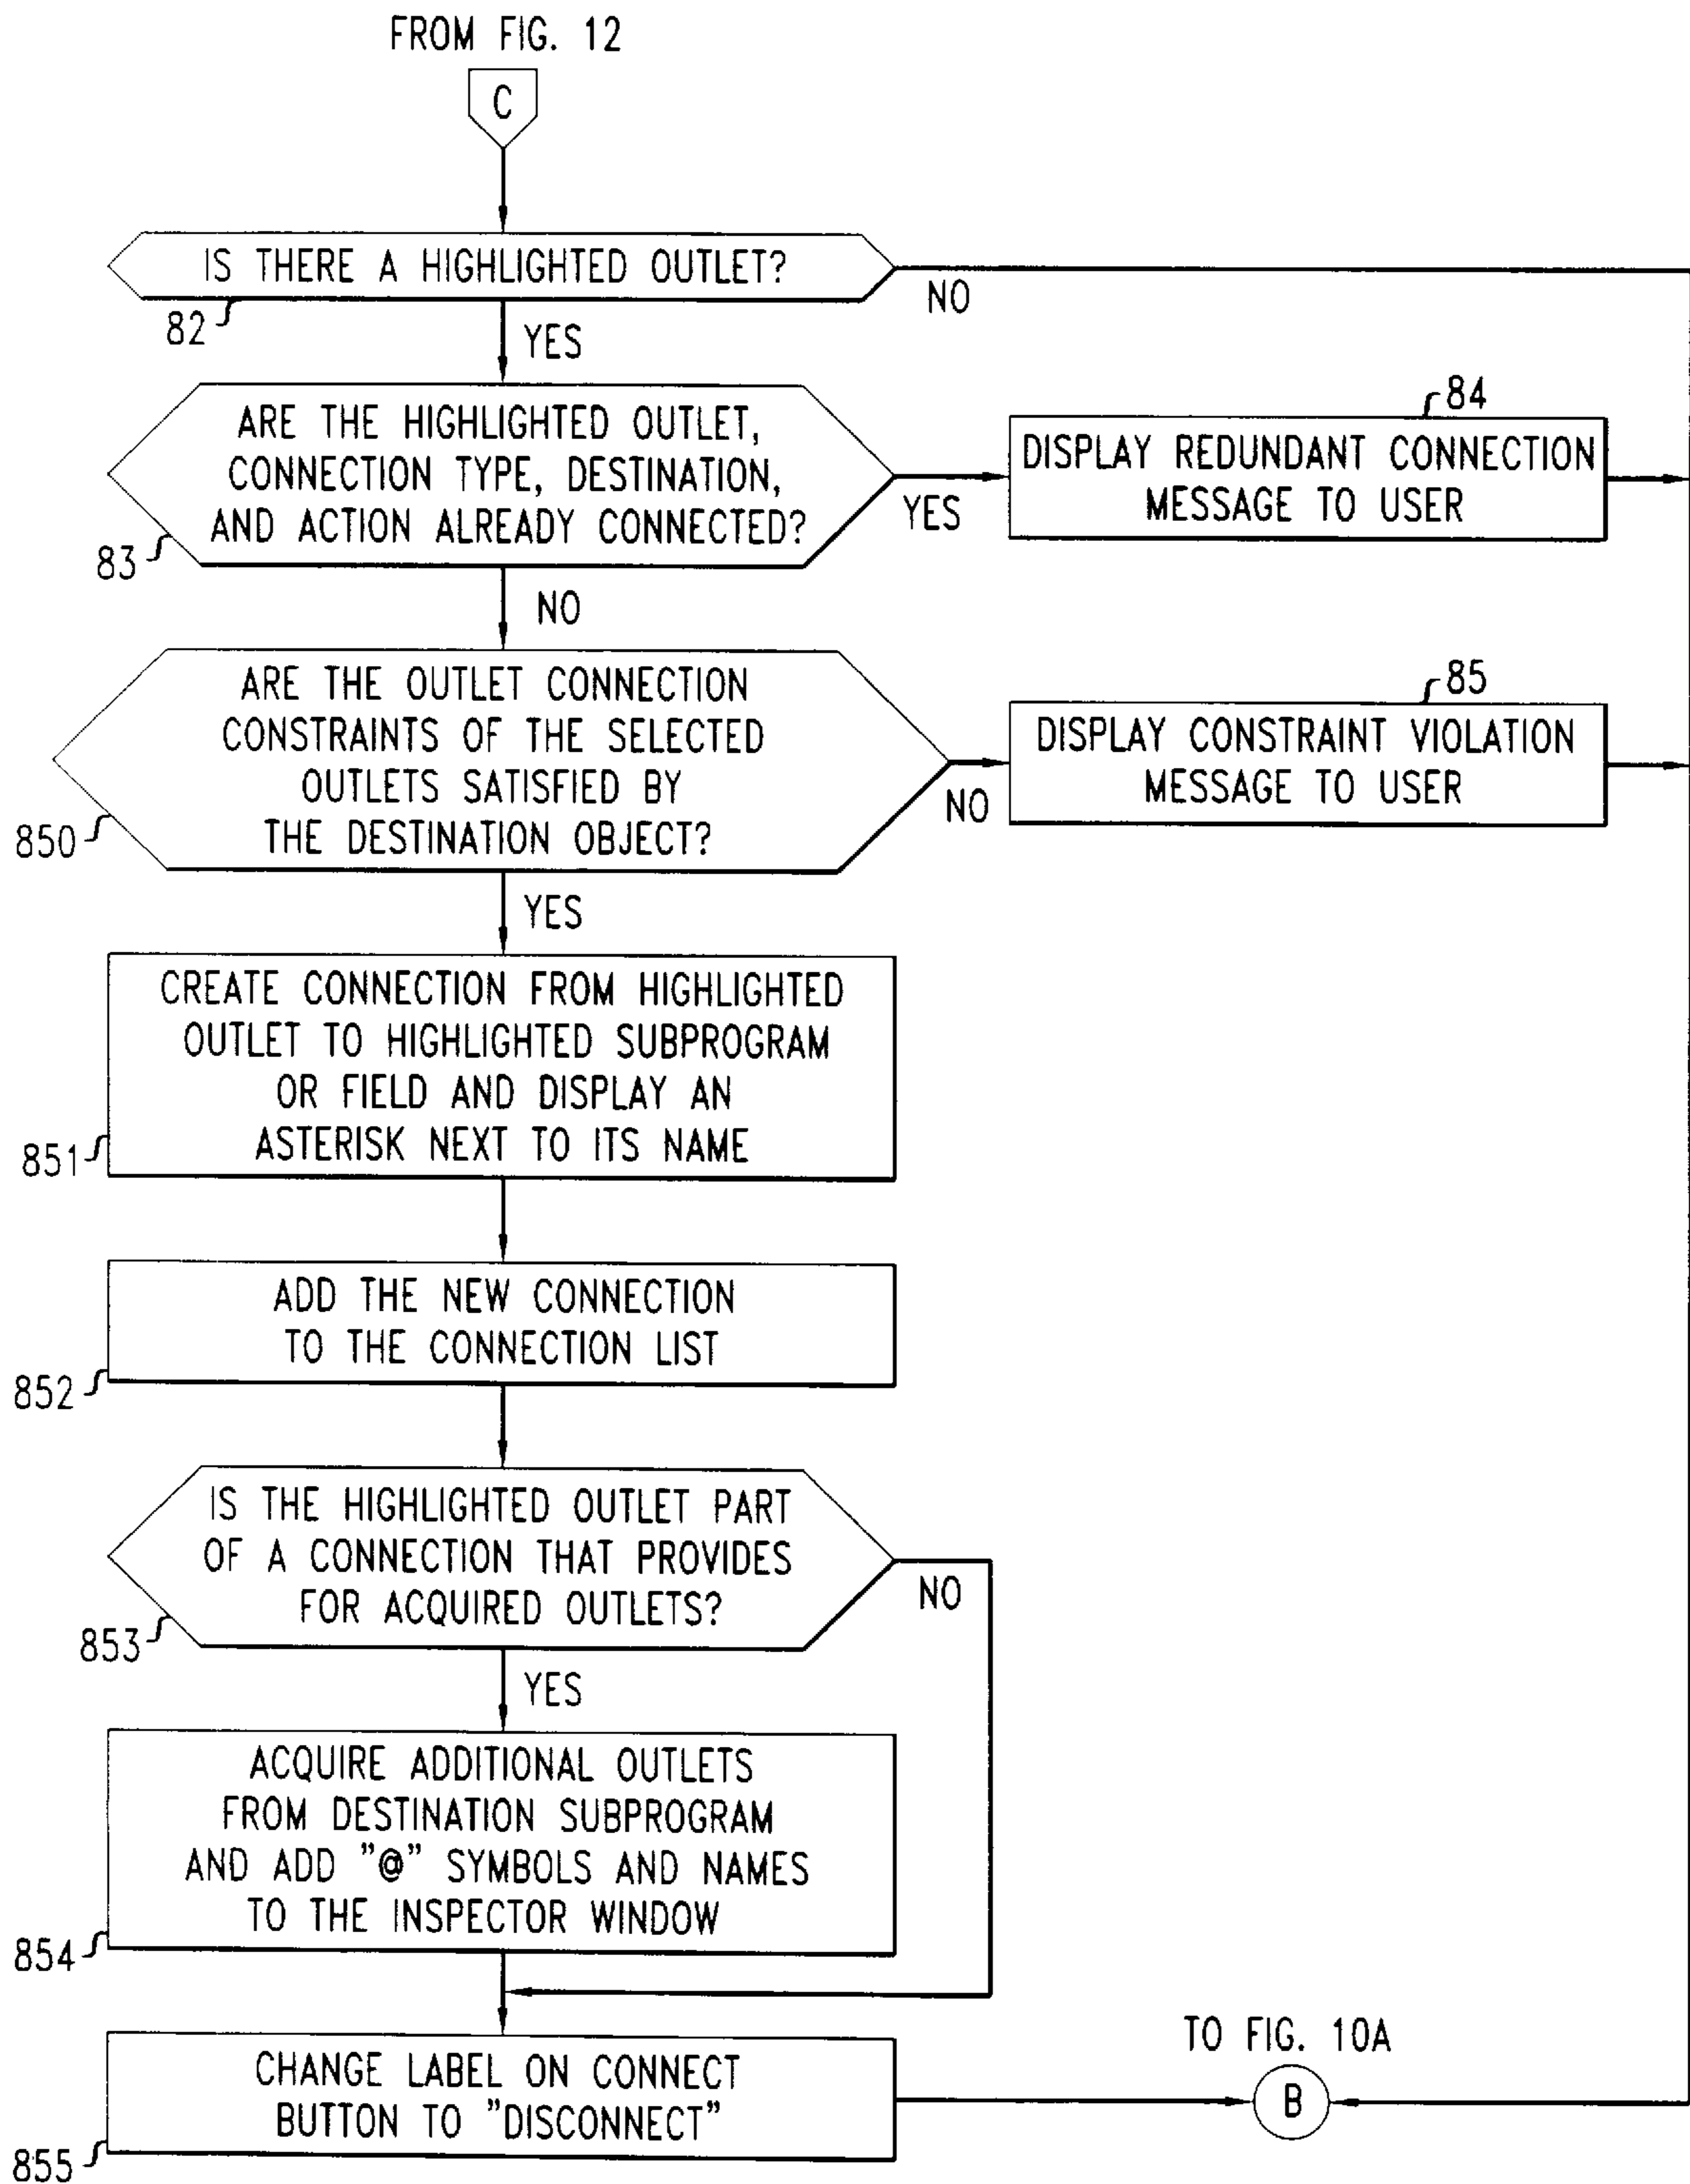 FROM FIG. 12
C
IS THERE A HIGHLIGHTED OUTLET?
NO
82
YES
ARE THE HIGHLIGHTED OUTLET,
CONNECTION TYPE, DESTINATION,
AND ACTION ALREADY CONNECTED?
83
YES
84
DISPLAY REDUNDANT CONNECTION
MESSAGE TO USER
NO
ARE THE OUTLET CONNECTION
CONSTRAINTS OF THE SELECTED
OUTLETS SATISFIED BY
THE DESTINATION OBJECT?
850
NO
85
DISPLAY CONSTRAINT VIOLATION
MESSAGE TO USER
YES
CREATE CONNECTION FROM HIGHLIGHTED
OUTLET TO HIGHLIGHTED SUBPROGRAM
OR FIELD AND DISPLAY AN
ASTERISK NEXT TO ITS NAME
851
ADD THE NEW CONNECTION
TO THE CONNECTION LIST
852
IS THE HIGHLIGHTED OUTLET PART
OF A CONNECTION THAT PROVIDES
FOR ACQUIRED OUTLETS?
NO
853
YES
ACQUIRE ADDITIONAL OUTLETS
FROM DESTINATION SUBPROGRAM
AND ADD "@" SYMBOLS AND NAMES
TO THE INSPECTOR WINDOW
854
CHANGE LABEL ON CONNECT
BUTTON TO "DISCONNECT"
855
TO FIG. 10A
B